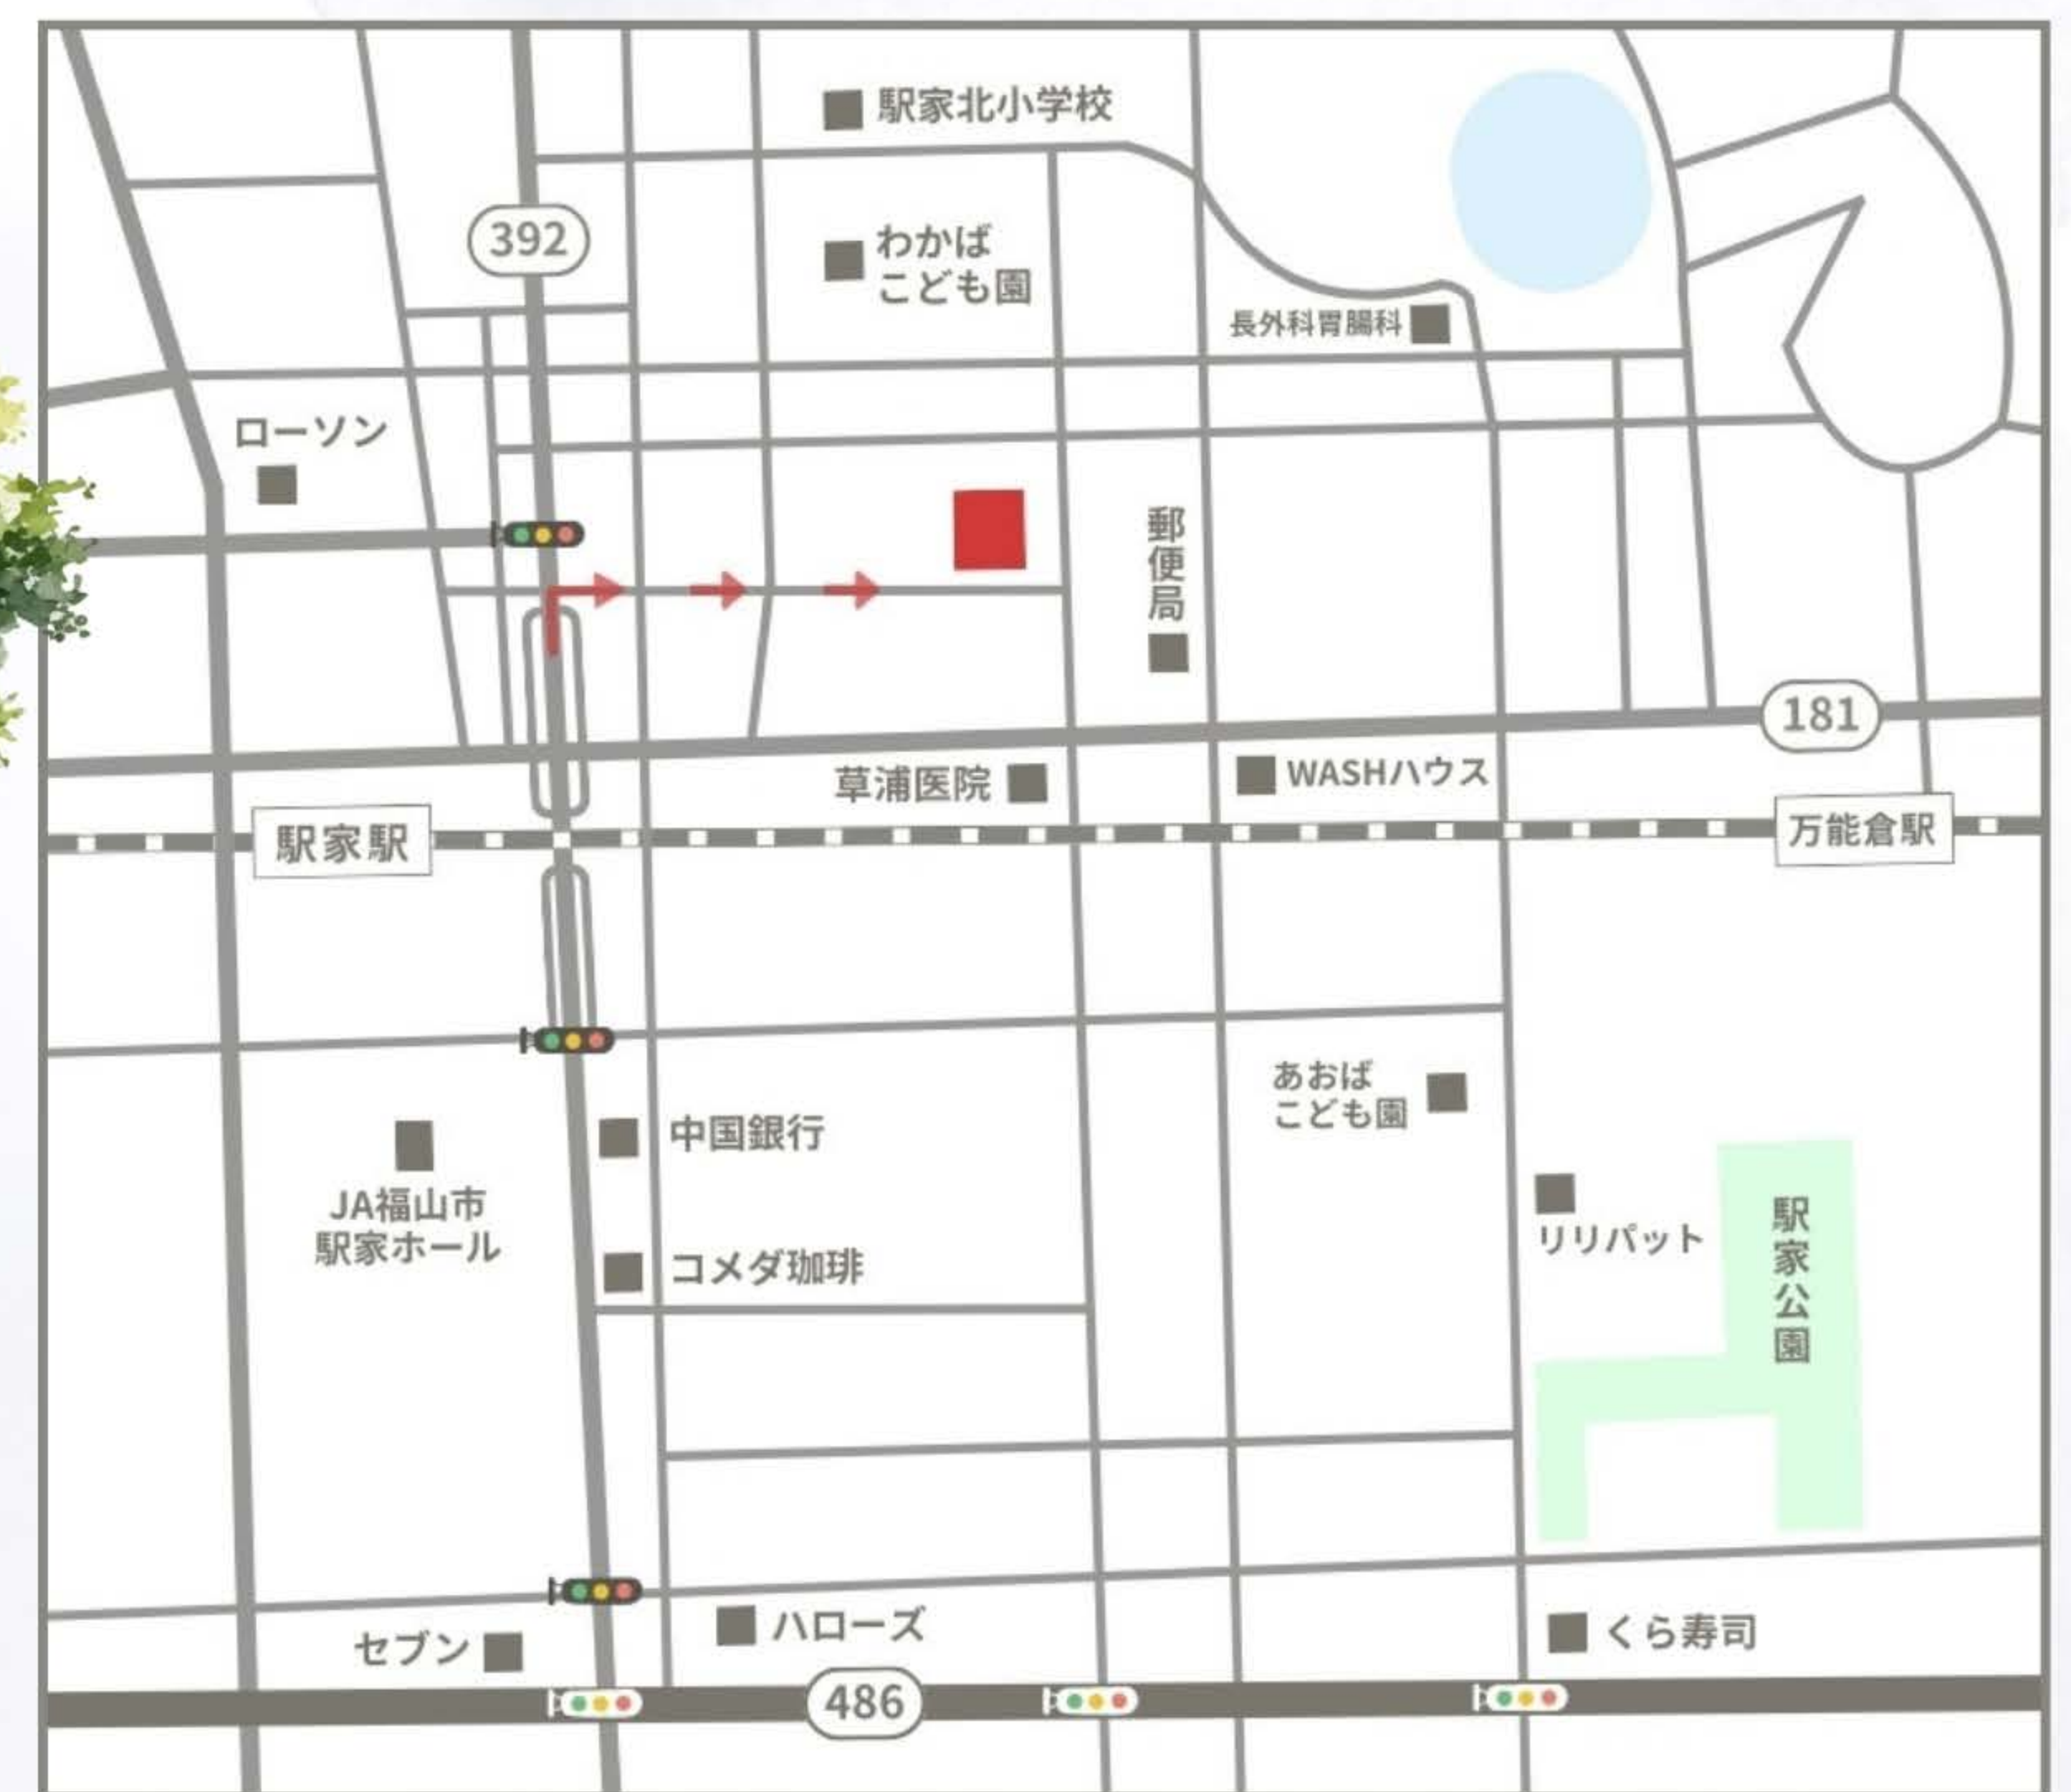 駅家北小学校
392
わかば
こども園
長外科胃腸科
ローソン
郵便局
181
草浦医院
WASHハウス
駅家駅
万能倉駅
あおば
こども園
中国銀行
JA福山市
駅家ホール
リリパット
駅家公園
コメダ珈琲
セブン
ハローズ
くら寿司
486